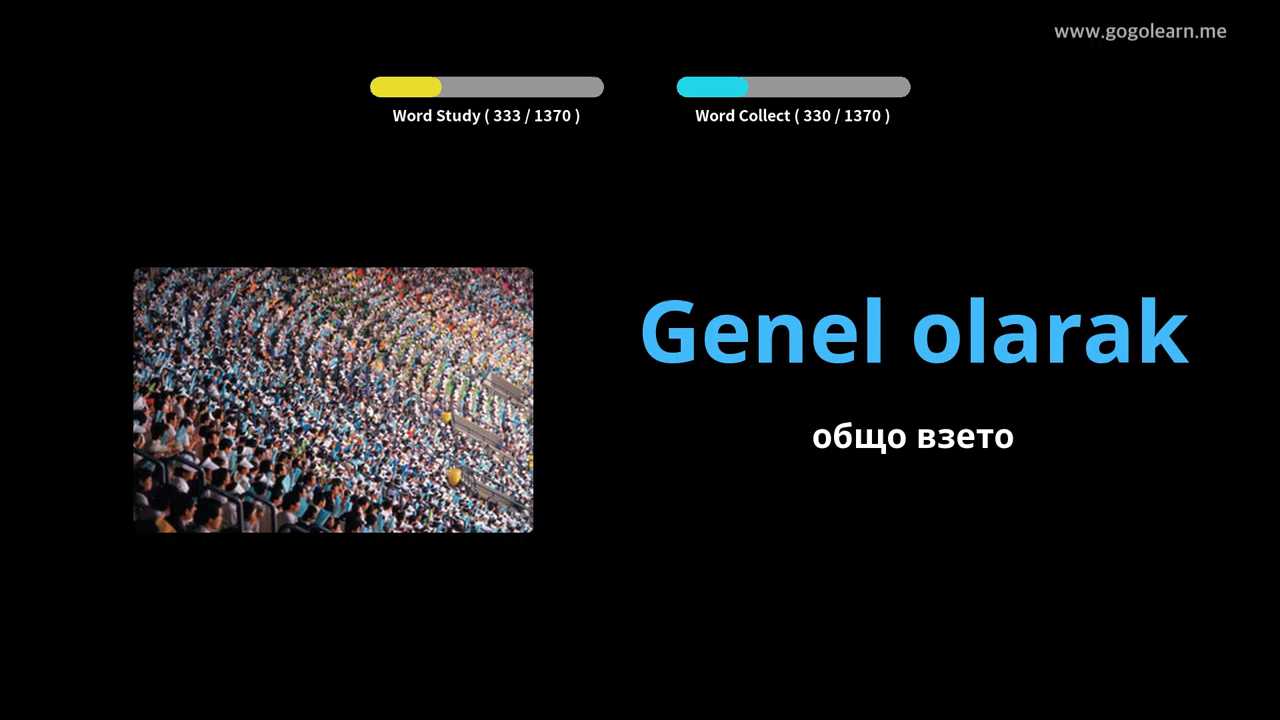 www.gogolearn.me
Word Study ( 333 / 1370 )
Word Collect ( 330 / 1370 )
Genel olarak
общо взето